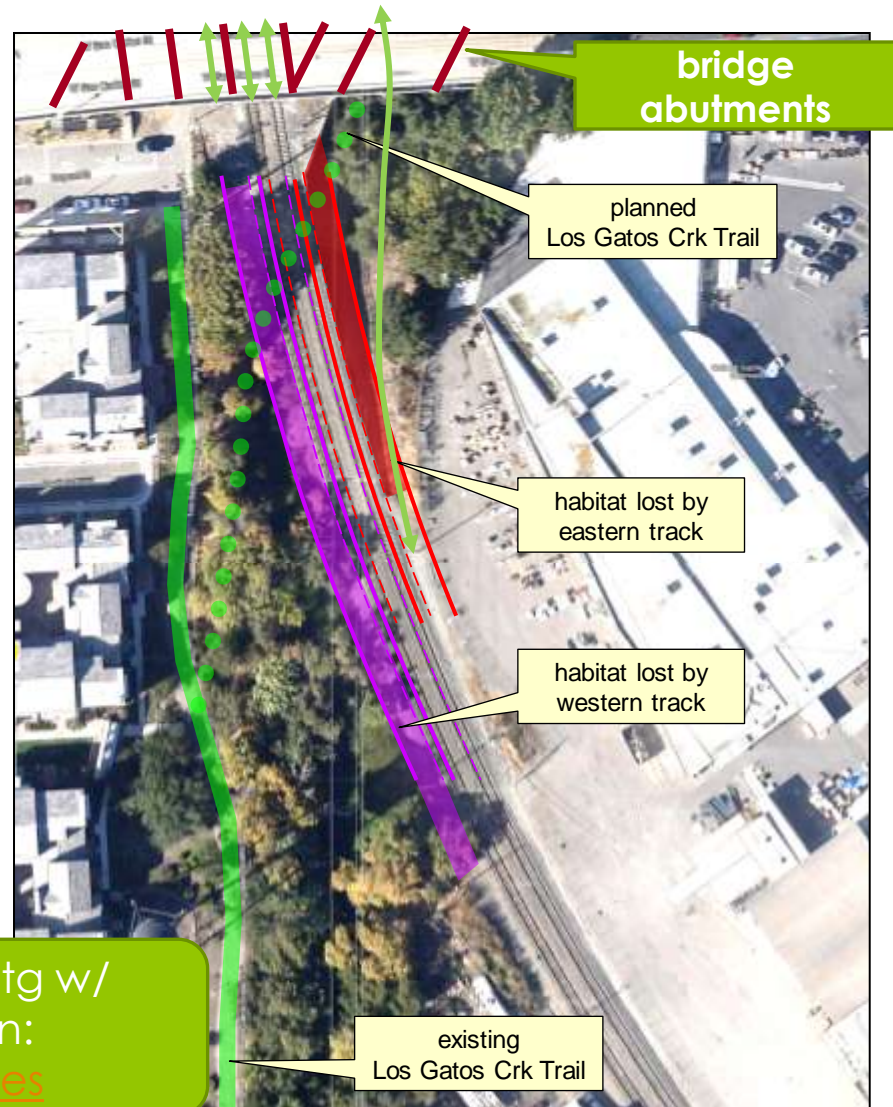 bridge
abutments
planned
Los Gatos Crk Trail
habitat lost by
eastern track
habitat lost by
western track
tg w/
n:
es
existing
Los Gatos Crk Trail